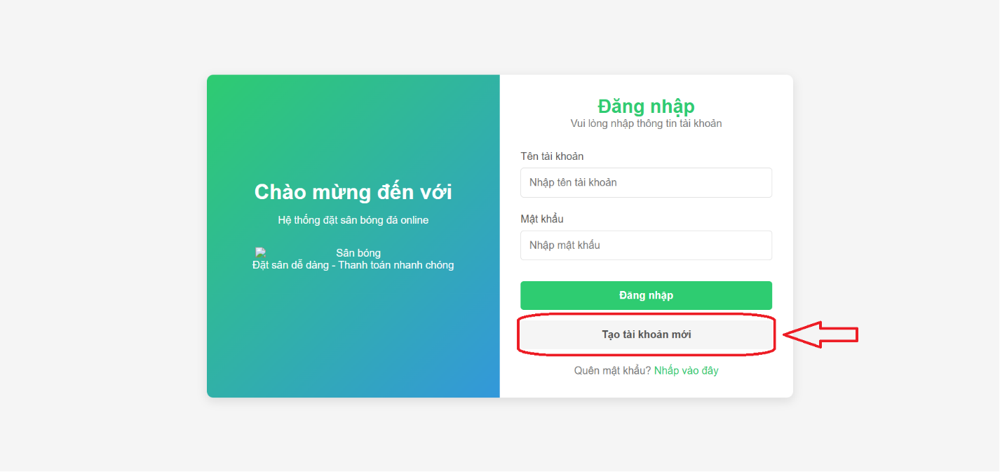 Chào mừng đến với
Hệ thống đặt sân bóng đá online
Sân bóng
Đặt sân dễ dàng - Thanh toán nhanh chóng
Đăng nhập
Vui lòng nhập thông tin tài khoản
Tên tài khoản
Nhập tên tài khoản
Mật khẩu
Nhập mật khẩu
Đăng nhập
Tạo tài khoản mới
Quên mật khẩu? Nhấp vào đây